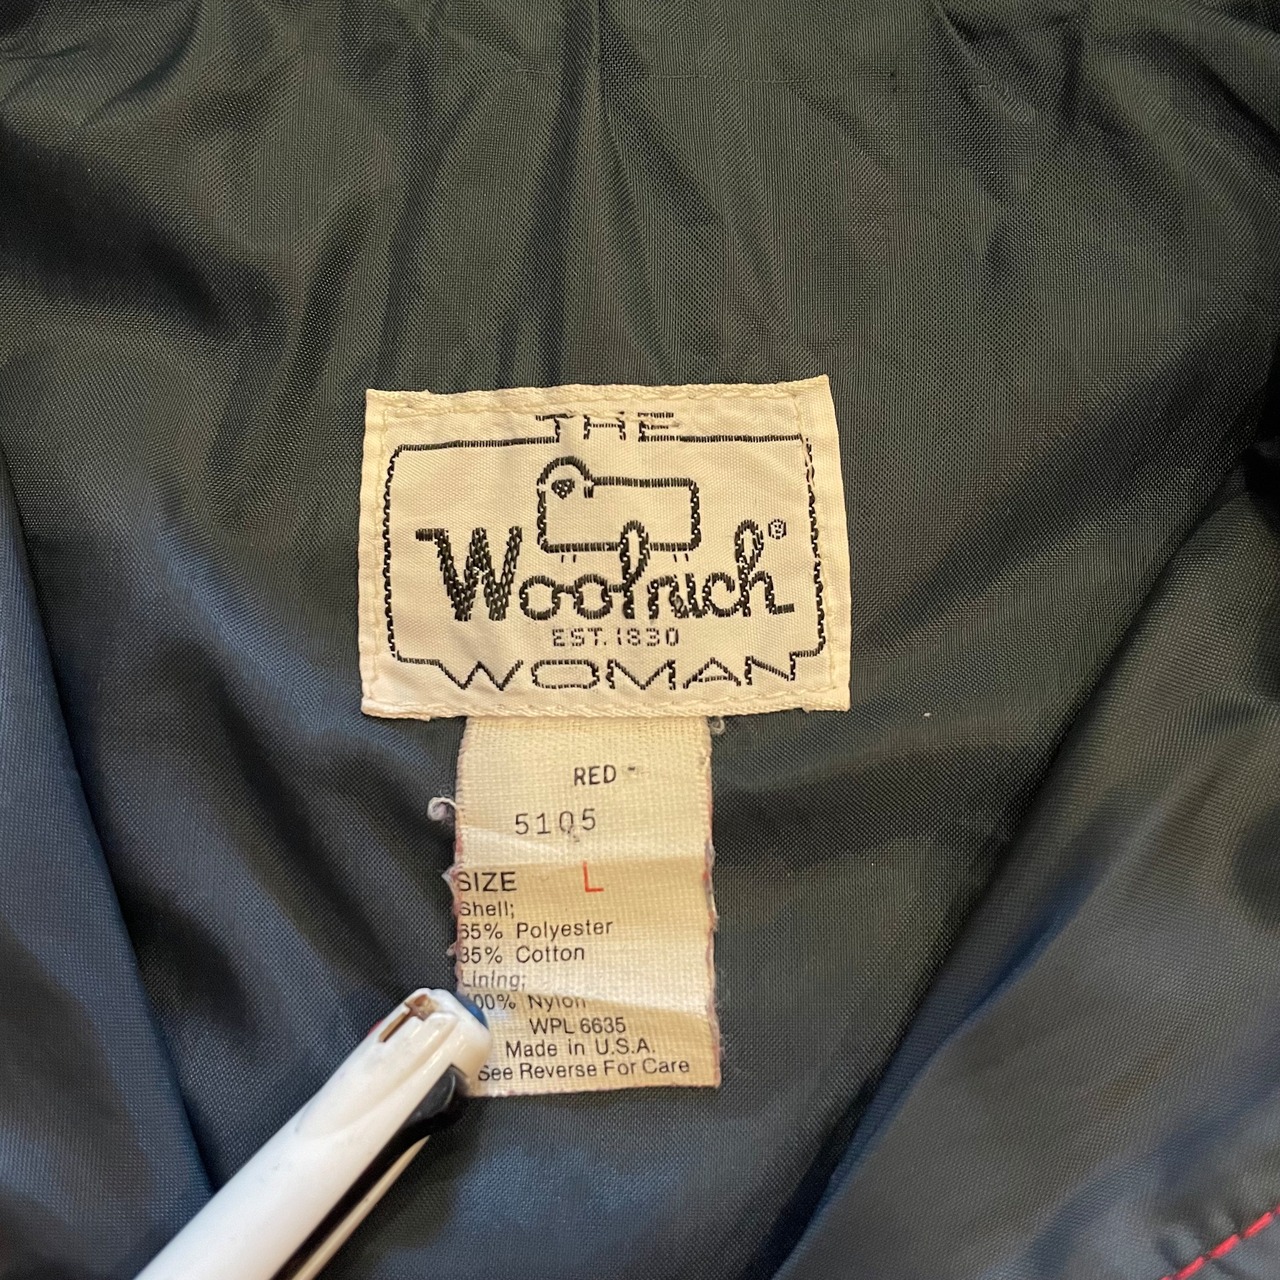 THE
Woolrich®
EST. 1830
WOMAN
RED -
5105
SIZE L
Shell;
65% Polyester
35% Cotton
Lining;
100% Nylon
WPL 6635
Made in U.S.A.
See Reverse For Care